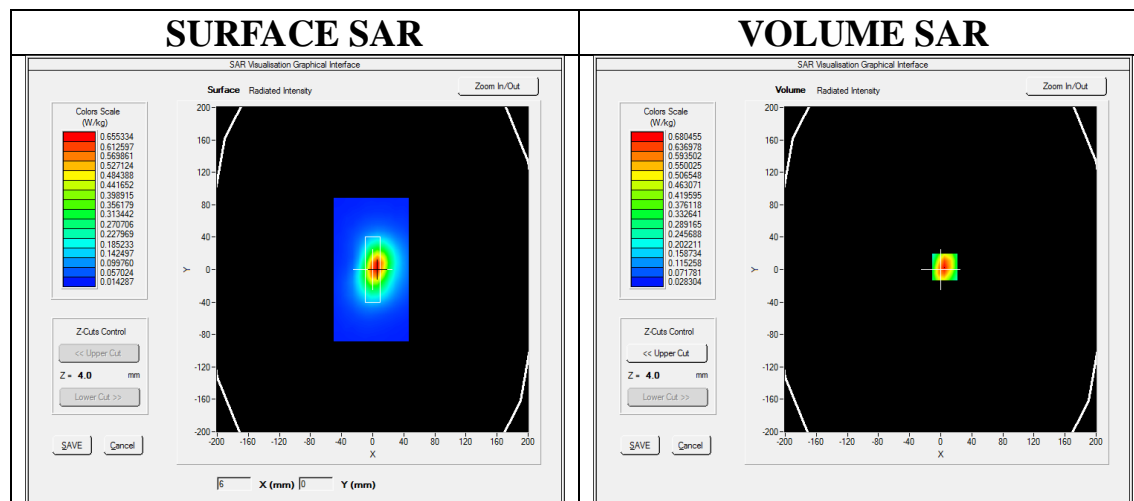 SURFACE SAR
SAR Visualisation Graphical Interface
Surface Radiated Intensity
Zoom In/Out
Colors Scale
(W/kg)
0.655334
0.612597
0.569861
0.527124
0.484388
0.441652
0.398915
0.356179
0.313442
0.270706
0.227969
0.185233
0.142497
0.099760
0.057024
0.014287
Z-Cuts Control
<< Upper Cut
Z = 4.0 mm
Lower Cut >>
SAVE Cancel
200-
160-
120-
80-
40-
0-
-40-
-80-
-120-
-160-
-200-
Y
-200 -160 -120 -80 -40 0 40 80 120 160 200
X
6 X (mm) 0 Y (mm)
VOLUME SAR
SAR Visualisation Graphical Interface
Volume Radiated Intensity
Zoom In/Out
Colors Scale
(W/kg)
0.680455
0.636978
0.593502
0.550025
0.506548
0.463071
0.419595
0.376118
0.332641
0.289165
0.245688
0.202211
0.158734
0.115258
0.071781
0.028304
Z-Cuts Control
<< Upper Cut
Z = 4.0 mm
Lower Cut >>
SAVE Cancel
200-
160-
120-
80-
40-
0-
-40-
-80-
-120-
-160-
-200-
Y
-200 -160 -120 -80 -40 0 40 80 120 160 200
X